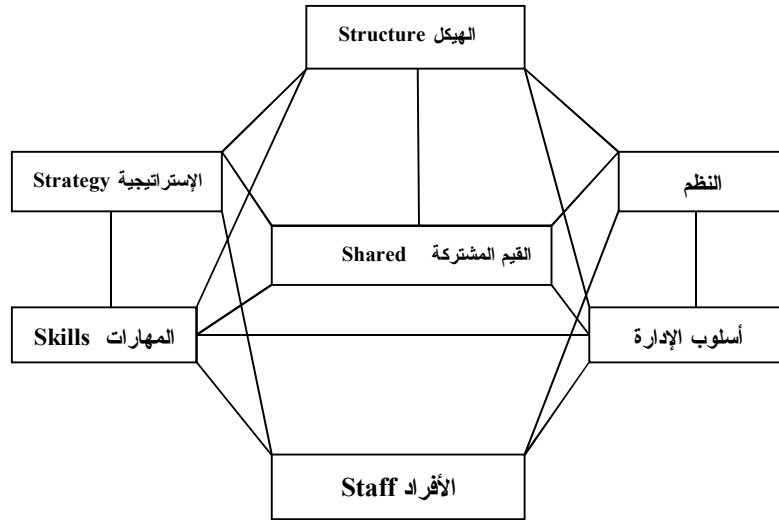 الهيكل Structure
الإستراتيجية Strategy
النظم
القيم المشتركة Shared
المهارات Skills
أسلوب الإدارة
الأفراد Staff